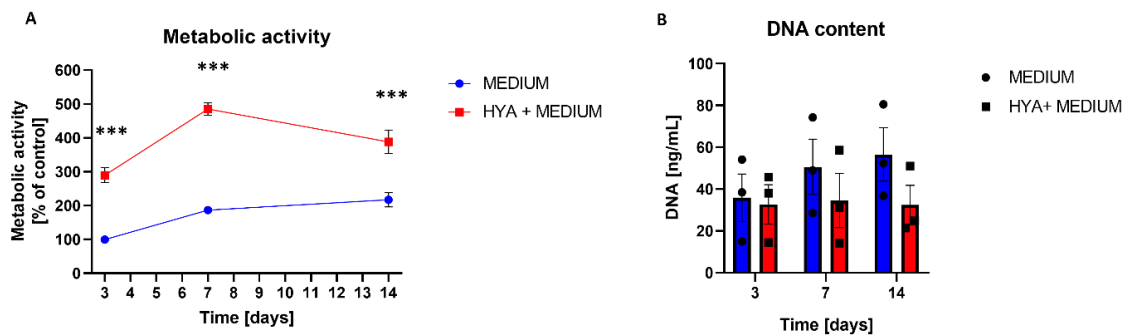 A
Metabolic activity
Metabolic activity
[% of control]
600
500
400
300
200
100
0
***
***
***
3 4 5 6 7 8 9 10 11 12 13 14
Time [days]
MEDIUM
HYA + MEDIUM
B
DNA content
DNA [ng/mL]
100
80
60
40
20
0
3 7 14
Time [days]
MEDIUM
HYA+ MEDIUM